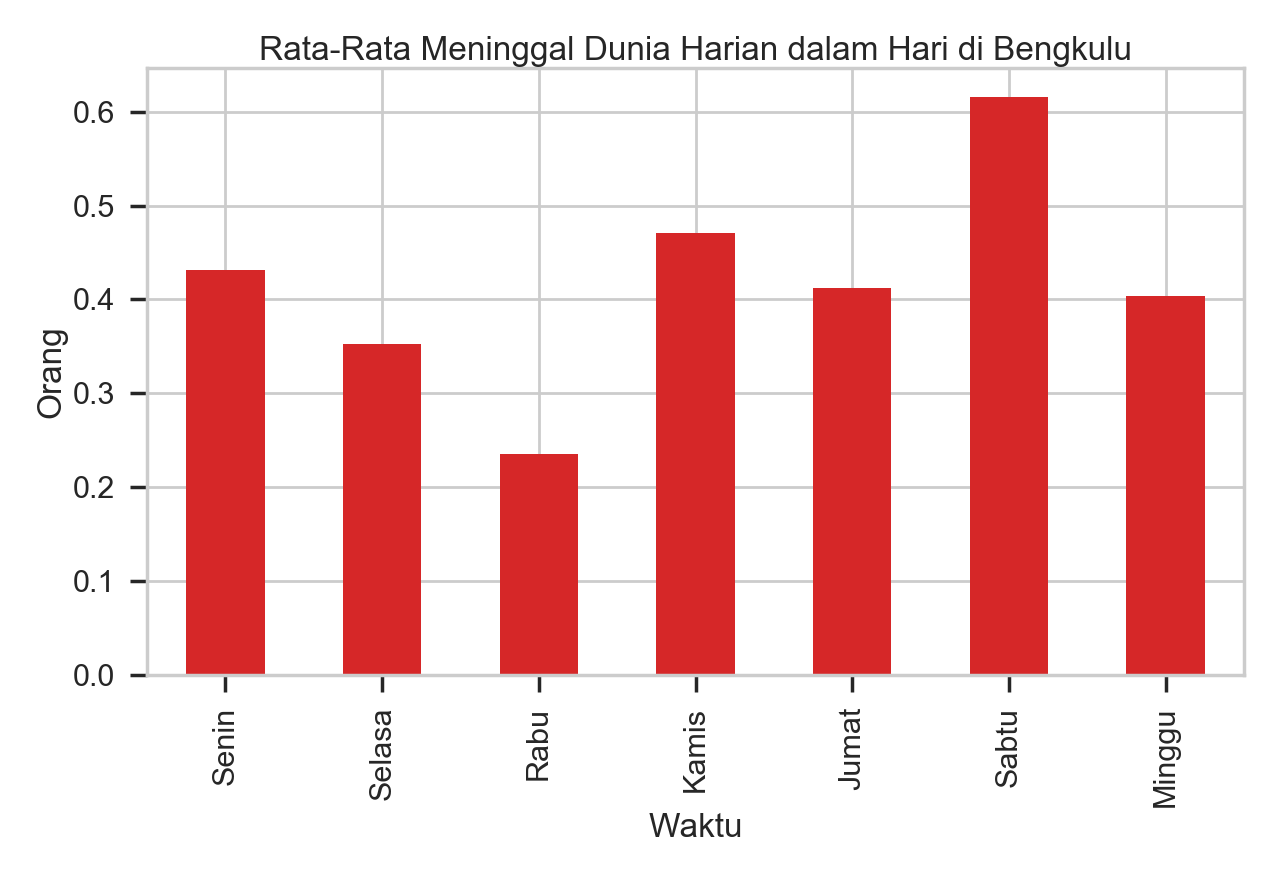 Rata-Rata Meninggal Dunia Harian dalam Hari di Bengkulu
0.6
0.5
0.4
0.3
0.2
0.1
0.0
Orang
Senin
Selasa
Rabu
Kamis
Jumat
Sabtu
Minggu
Waktu